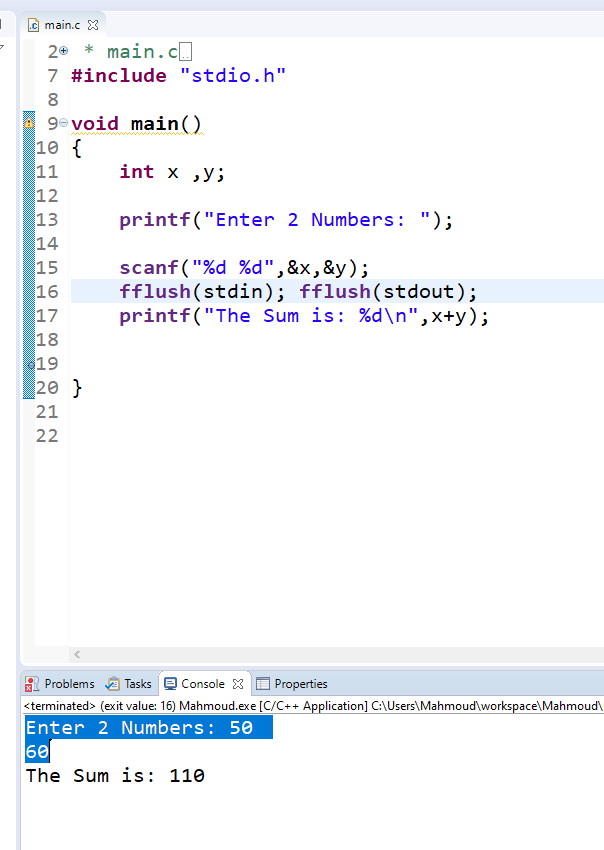 main.c
2 * main.c
7 #include "stdio.h"
8
9 void main()
10 {
11 int x ,y;
12
13 printf("Enter 2 Numbers: ");
14
15 scanf("%d %d",&x,&y);
16 fflush(stdin); fflush(stdout);
17 printf("The Sum is: %d\n",x+y);
18
19
20 }
21
22
Problems Tasks Console Properties
<terminated> (exit value: 16) Mahmoud.exe [C/C++ Application] C:\Users\Mahmoud\workspace\Mahmoud\
Enter 2 Numbers: 50
60
The Sum is: 110